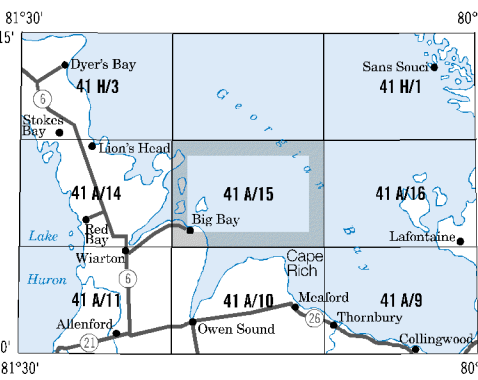 81°30'
80°
15'
Dyer's Bay
Sans Souci
41 H/3
41 H/1
6
Georgian
Stokes
Bay
Lion's Head
41 A/14
41 A/15
41 A/16
Big Bay
Red
Bay
Lake
Bay
Lafontaine
Wiarton
Cape
Rich
Huron
6
41 A/11
41 A/10
Meaford
41 A/9
Allenford
Owen Sound
26
Thornbury
21
Collingwood
0'
81°30'
80°